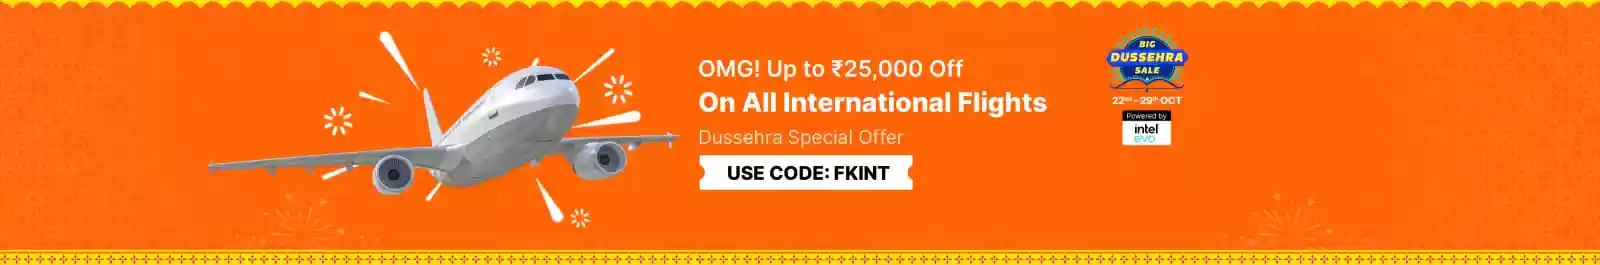 OMG! Up to ₹25,000 Off
On All International Flights
Dussehra Special Offer
USE CODE: FKINT
BIG
DUSSEHRA
SALE
22nd - 29th OCT
Powered by
intel
evo